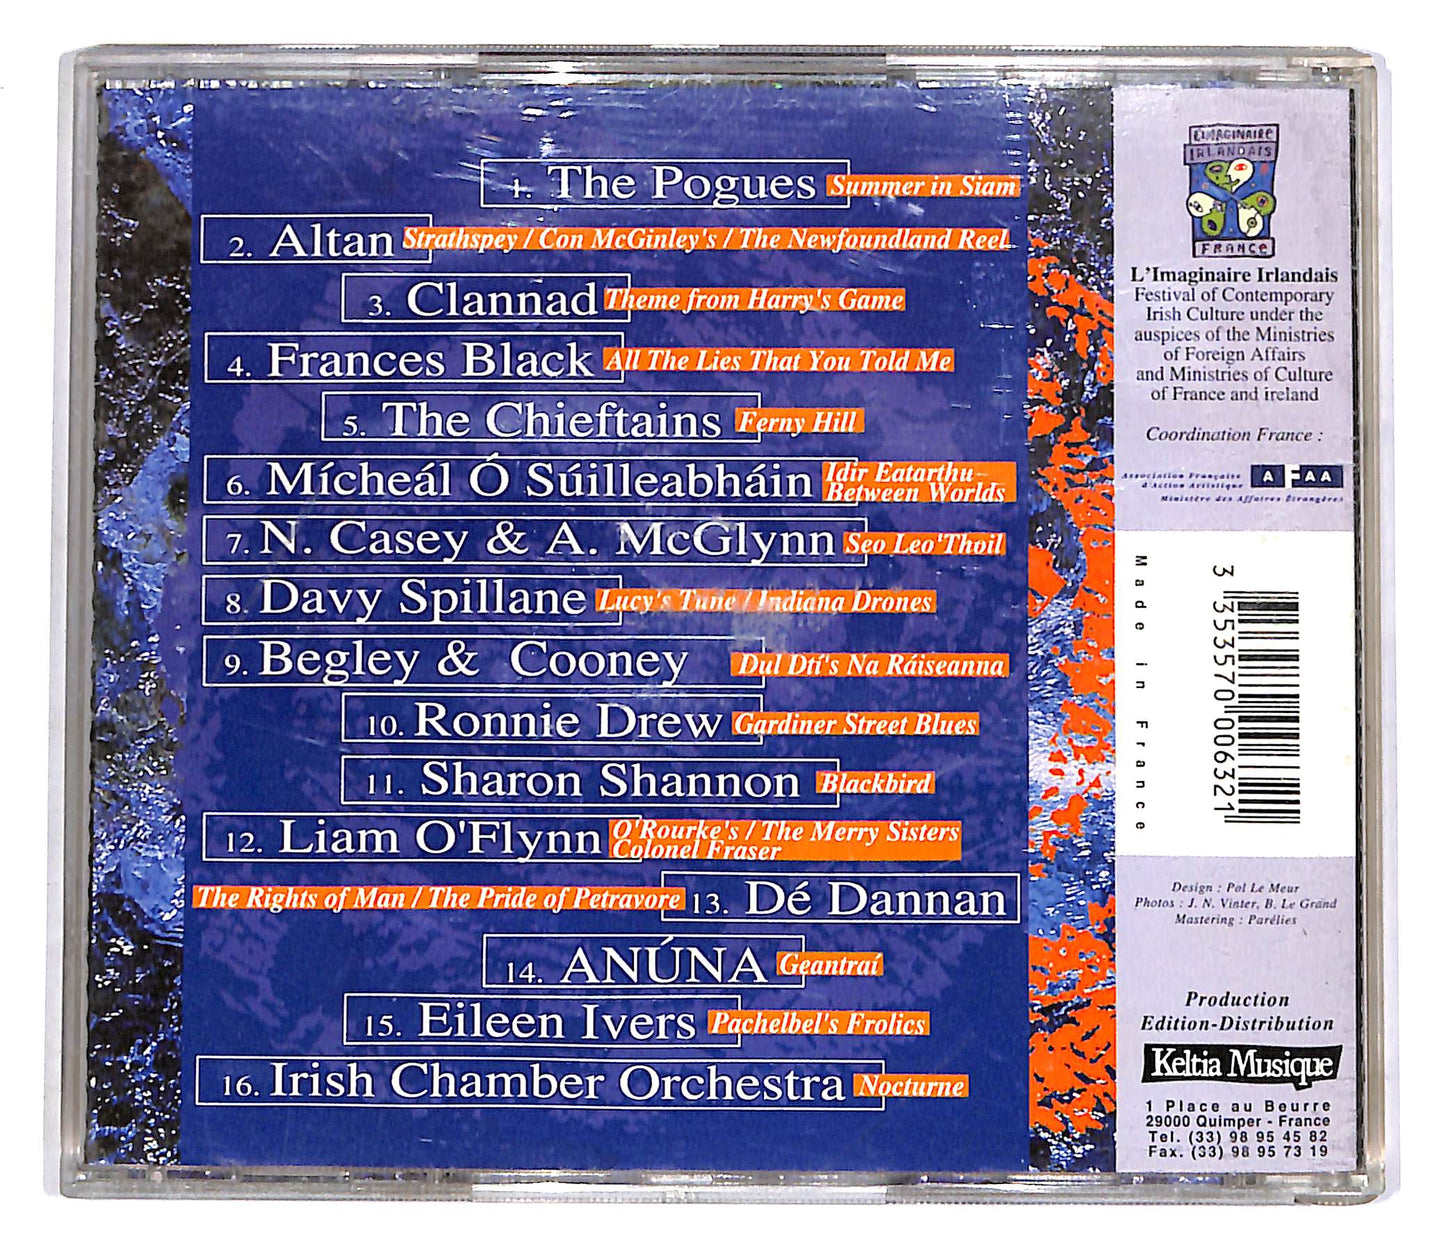 1. The Pogues Summer in Siam
2. Altan Strathspey / Con McGinley's / The Newfoundland Reel
3. Clannad Theme from Harry's Game
4. Frances Black All The Lies That You Told Me
5. The Chieftains Ferny Hill
6. Mícheál Ó Súilleabháin Idir Eatarthu-
Between Worlds
7. N. Casey & A. McGlynn Seo Leo'Thoil
8. Davy Spillane Lucy's Tune / Indiana Drones
9. Begley & Cooney Dul Dtí's Na Ráiseanna
10. Ronnie Drew Gardiner Street Blues
11. Sharon Shannon Blackbird
12. Liam O'Flynn O'Rourke's / The Merry Sisters
Colonel Fraser
The Rights of Man / The Pride of Petravore 13. Dé Dannan
14. ANÚNA Geantraí
15. Eileen Ivers Pachelbel's Frolics
16. Irish Chamber Orchestra Nocturne
L'IMAGINAIRE
IRLANDAIS
FRANCE
L'Imaginaire Irlandais
Festival of Contemporary
Irish Culture under the
auspices of the Ministries
of Foreign Affairs
and Ministries of Culture
of France and ireland
Coordination France :
Association Française
d'Action Artistique
AFAA
Ministère des Affaires Étrangères
Made in France
3 353570 006321
Design : Pol Le Meur
Photos : J. N. Vinter, B. Le Grand
Mastering : Parélies
Production
Edition-Distribution
Keltia Musique
1 Place au Beurre
29000 Quimper - France
Tel. (33) 98 95 45 82
Fax. (33) 98 95 73 19